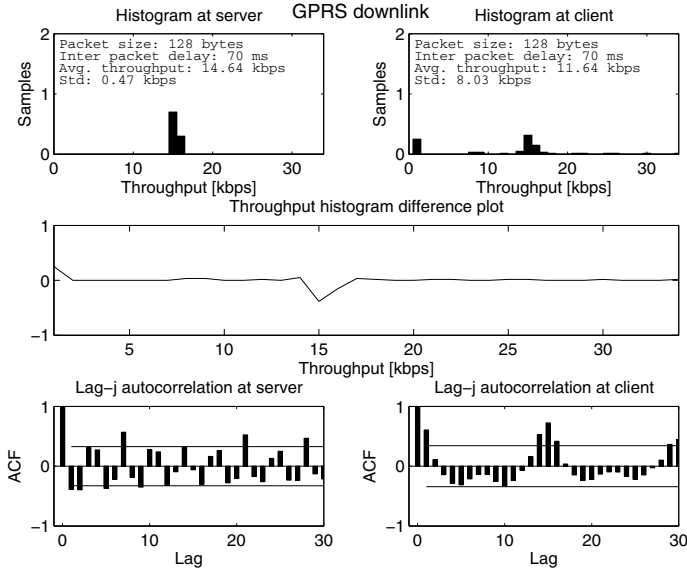 GPRS downlink
Histogram at server
2
1
0
Samples
Packet size: 128 bytes
Inter packet delay: 70 ms
Avg. throughput: 14.64 kbps
Std: 0.47 kbps
0 10 20 30
Throughput [kbps]
Histogram at client
2
1
0
Samples
Packet size: 128 bytes
Inter packet delay: 70 ms
Avg. throughput: 11.64 kbps
Std: 8.03 kbps
0 10 20 30
Throughput [kbps]
Throughput histogram difference plot
1
0
−1
5 10 15 20 25 30
Throughput [kbps]
Lag−j autocorrelation at server
1
0
−1
ACF
0 10 20 30
Lag
Lag−j autocorrelation at client
1
0
−1
ACF
0 10 20 30
Lag